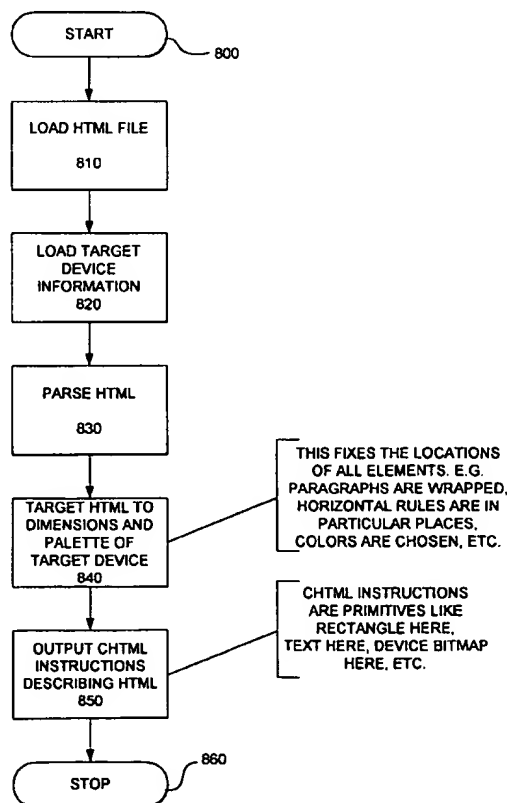 START
800
LOAD HTML FILE
810
LOAD TARGET
DEVICE
INFORMATION
820
PARSE HTML
830
TARGET HTML TO
DIMENSIONS AND
PALETTE OF
TARGET DEVICE
840
THIS FIXES THE LOCATIONS
OF ALL ELEMENTS. E.G.
PARAGRAPHS ARE WRAPPED,
HORIZONTAL RULES ARE IN
PARTICULAR PLACES,
COLORS ARE CHOSEN, ETC.
OUTPUT CHTML
INSTRUCTIONS
DESCRIBING HTML
850
CHTML INSTRUCTIONS
ARE PRIMITIVES LIKE
RECTANGLE HERE,
TEXT HERE, DEVICE BITMAP
HERE, ETC.
860
STOP